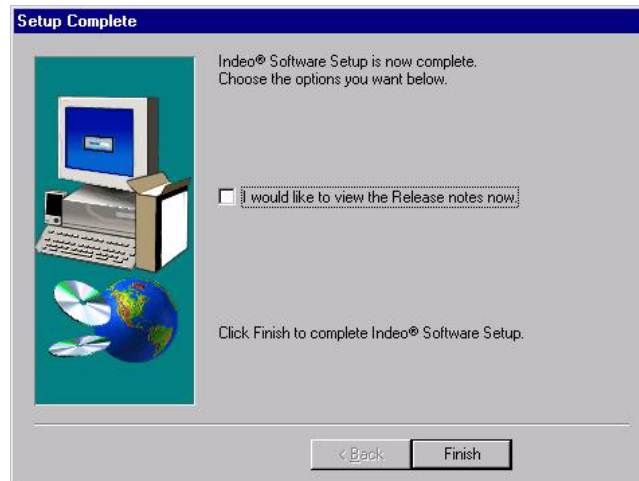 Setup Complete
Indeo® Software Setup is now complete.
Choose the options you want below.
I would like to view the Release notes now.
Click Finish to complete Indeo® Software Setup.
< Back
Finish